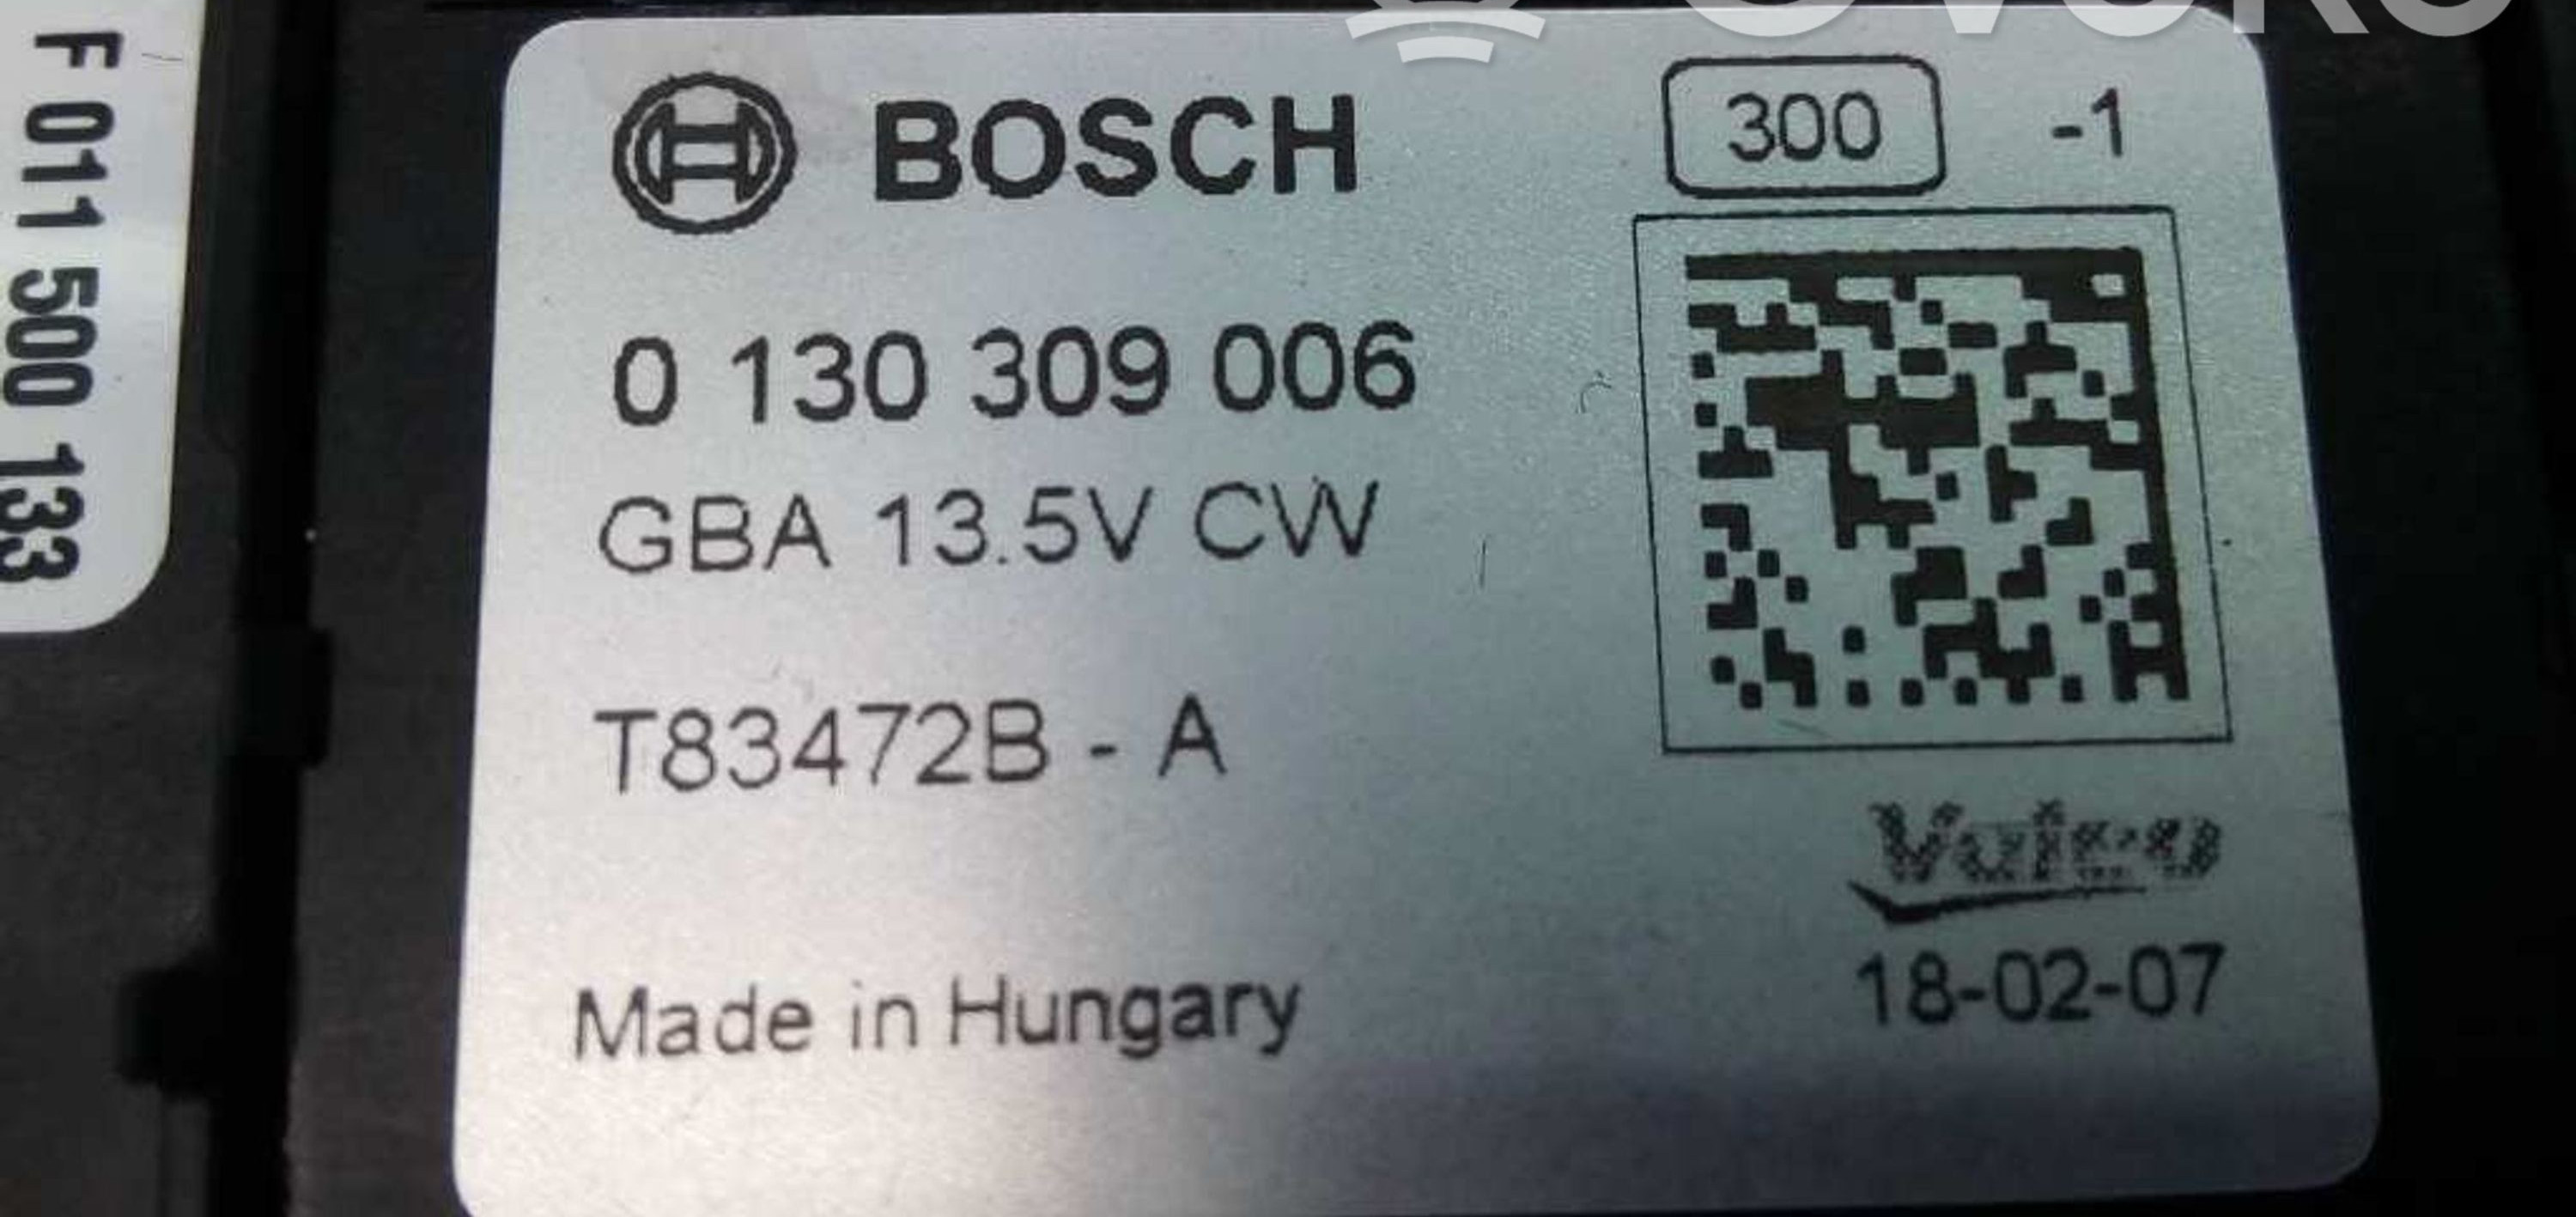 F 011 500 133
BOSCH
300 -1
0 130 309 006
GBA 13.5V CW
T83472B - A
Valeo
Made in Hungary
18-02-07